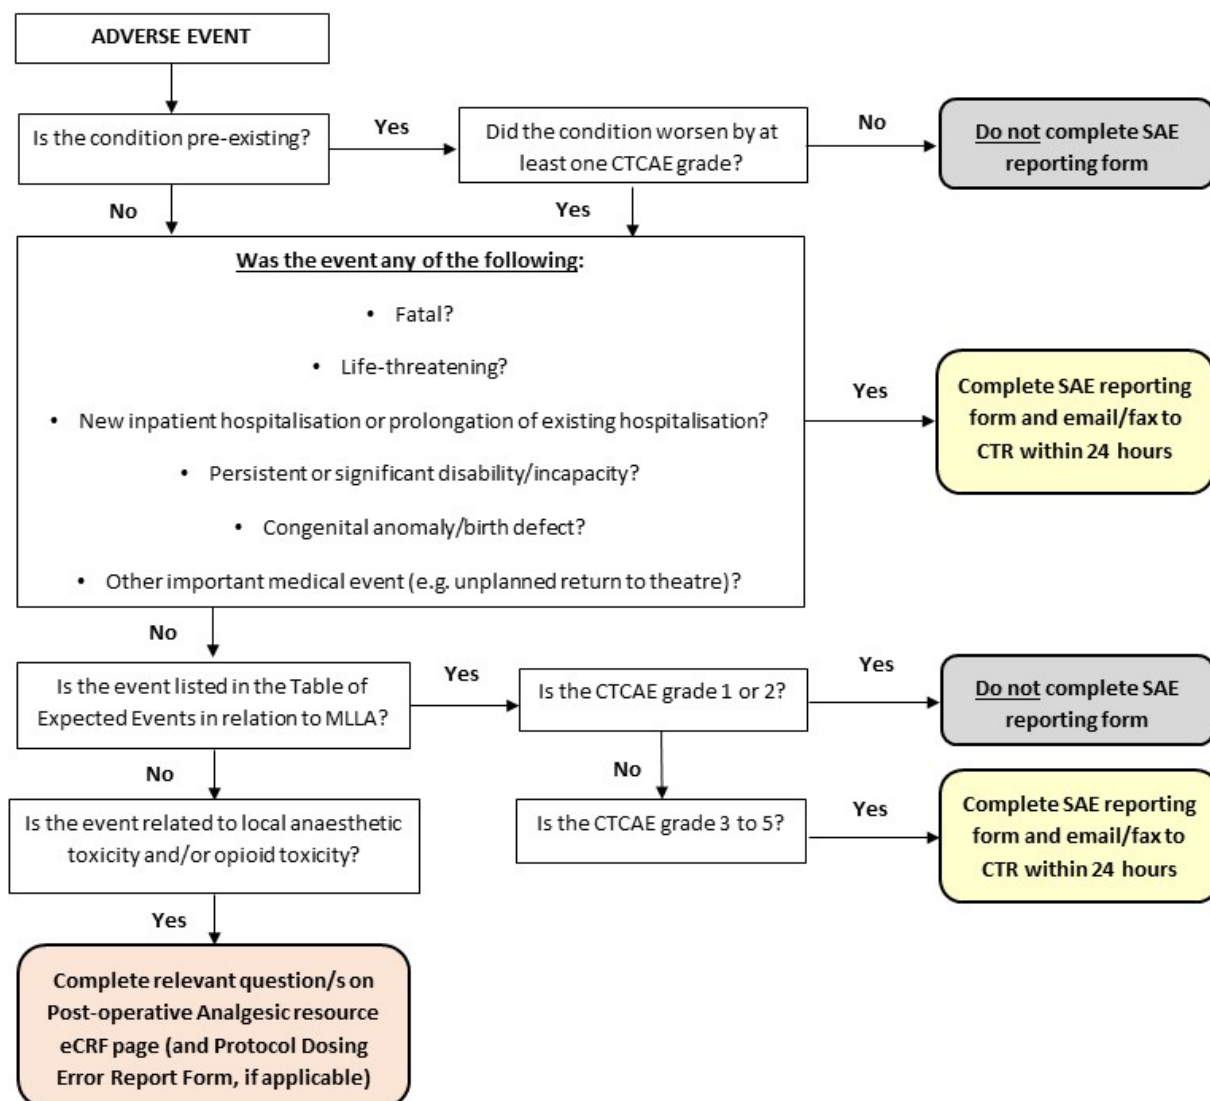 ADVERSE EVENT
Is the condition pre-existing?
Yes
Did the condition worsen by at
least one CTCAE grade?
No
Do not complete SAE
reporting form
No
Yes
Was the event any of the following:
• Fatal?
• Life-threatening?
• New inpatient hospitalisation or prolongation of existing hospitalisation?
• Persistent or significant disability/incapacity?
• Congenital anomaly/birth defect?
• Other important medical event (e.g. unplanned return to theatre)?
Yes
Complete SAE reporting
form and email/fax to
CTR within 24 hours
No
Is the event listed in the Table of
Expected Events in relation to MLLA?
Yes
Is the CTCAE grade 1 or 2?
Yes
Do not complete SAE
reporting form
No
No
Is the event related to local anaesthetic
toxicity and/or opioid toxicity?
Is the CTCAE grade 3 to 5?
Yes
Complete SAE reporting
form and email/fax to
CTR within 24 hours
Yes
Complete relevant question/s on
Post-operative Analgesic resource
eCRF page (and Protocol Dosing
Error Report Form, if applicable)